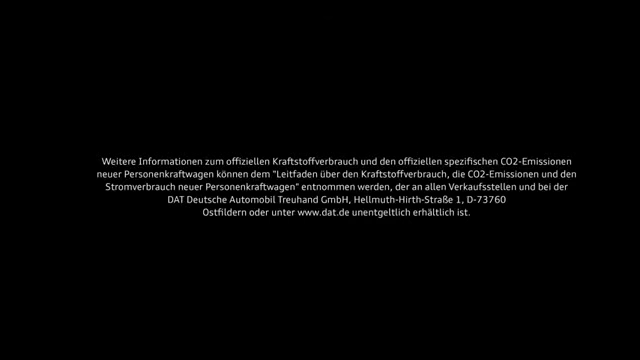 Weitere Informationen zum offiziellen Kraftstoffverbrauch und den offiziellen spezifischen CO2-Emissionen
neuer Personenkraftwagen können dem "Leitfaden über den Kraftstoffverbrauch, die CO2-Emissionen und den
Stromverbrauch neuer Personenkraftwagen" entnommen werden, der an allen Verkaufsstellen und bei der
DAT Deutsche Automobil Treuhand GmbH, Hellmuth-Hirth-Straße 1, D-73760
Ostfildern oder unter www.dat.de unentgeltlich erhältlich ist.